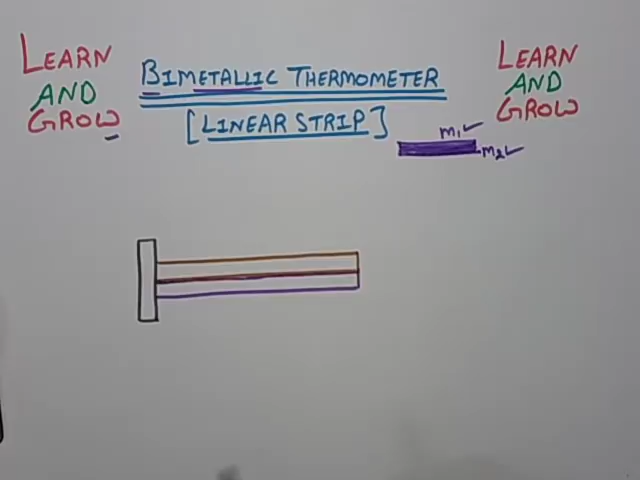 LEARN
AND
GROW
BIMETALLIC THERMOMETER
[LINEAR STRIP]
LEARN
AND
GROW
m1✓
m2✓